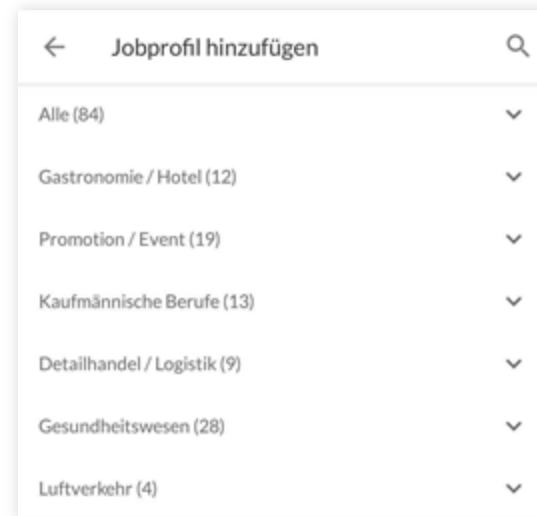 Jobprofil hinzufügen
Alle (84)
Gastronomie / Hotel (12)
Promotion / Event (19)
Kaufmännische Berufe (13)
Detailhandel / Logistik (9)
Gesundheitswesen (28)
Luftverkehr (4)